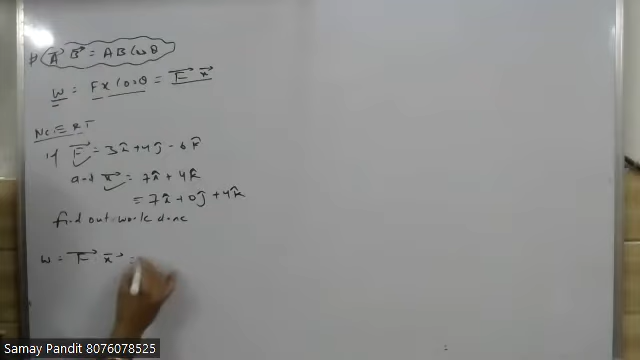 A⃗ B⃗ = AB Cos θ
W = Fx Cos θ = F⃗ x⃗
NCERT
if F⃗ = 3î + 4ĵ - 6k̂
and x⃗ = 7î + 4k̂
= 7î + 0ĵ + 4k̂
find out work done
W = F⃗ · x⃗ =
Samay Pandit 8076078525